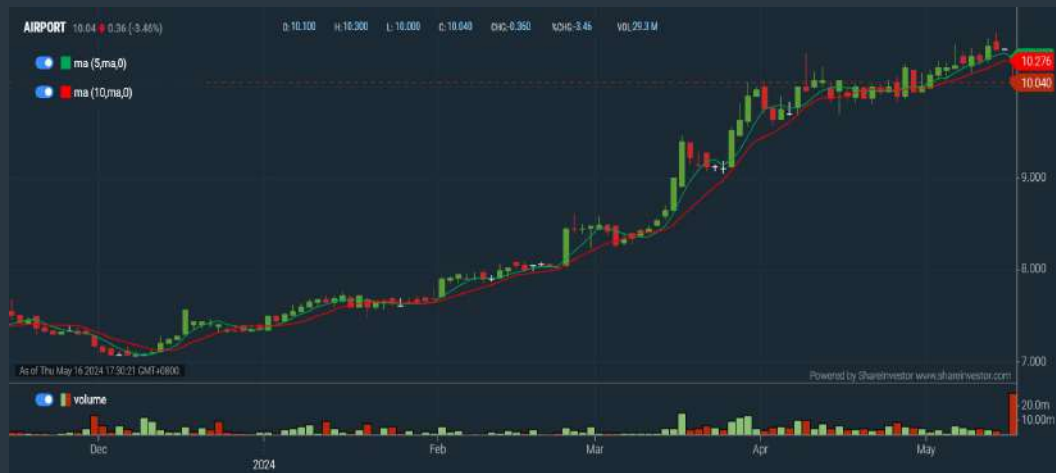 AIRPORT 10.04 0.36 (-3.46%) O: 10.100 H: 10.300 L: 10.000 C: 10.040 CHG:-0.360 %CHG:-3.46 VOL:29.3 M
ma (5,ma,0)
ma (10,ma,0)
10.276
10.040
9.000
8.000
7.000
As of Thu May 16 2024 17:30:21 GMT+0800
Powered by ShareInvestor www.shareinvestor.com
volume
20.0m
10.00m
Dec Feb Mar Apr May
2024